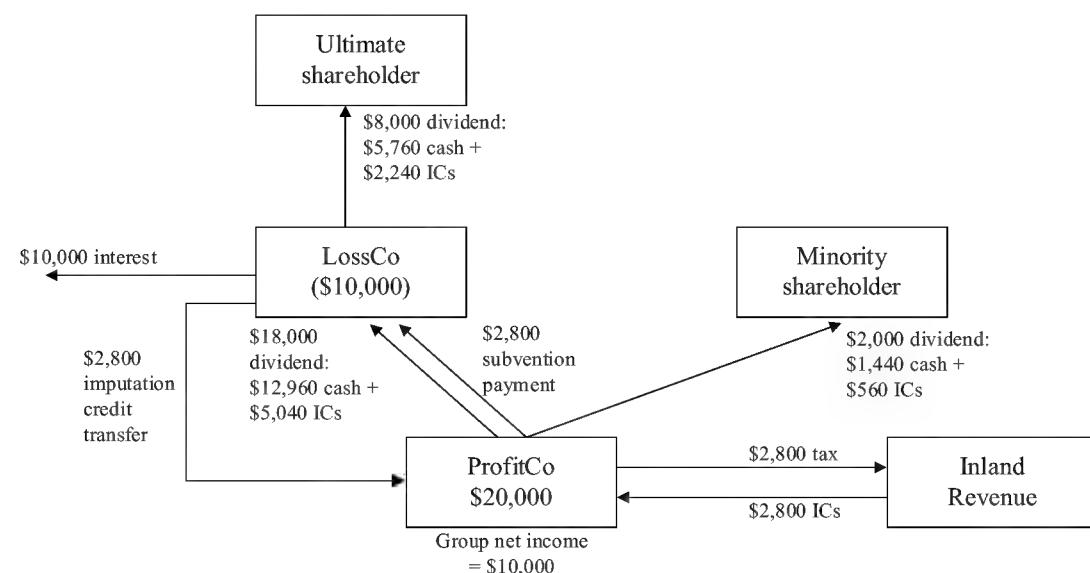 Ultimate
shareholder
$8,000 dividend:
$5,760 cash +
$2,240 ICs
$10,000 interest
LossCo
($10,000)
Minority
shareholder
$2,800
imputation
credit
transfer
$18,000
dividend:
$12,960 cash +
$5,040 ICs
$2,800
subvention
payment
$2,000 dividend:
$1,440 cash +
$560 ICs
ProfitCo
$20,000
$2,800 tax
$2,800 ICs
Inland
Revenue
Group net income
= $10,000